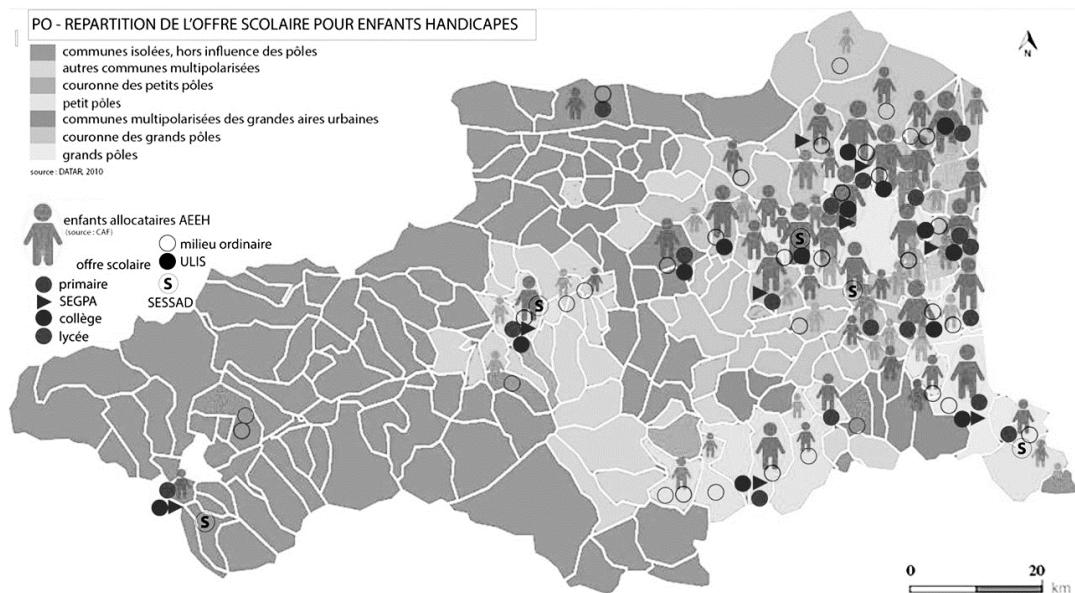 PO - REPARTITION DE L'OFFRE SCOLAIRE POUR ENFANTS HANDICAPES
communes isolées, hors influence des pôles
autres communes multipolarisées
couronne des petits pôles
petit pôles
communes multipolarisées des grandes aires urbaines
couronne des grands pôles
grands pôles
source : DATAR, 2010
N
enfants allocataires AEEH
(source : CAF)
milieu ordinaire
offre scolaire
ULIS
primaire
S
SEGPA
SESSAD
collège
lycée
S
S
S
S
S
0
20
km